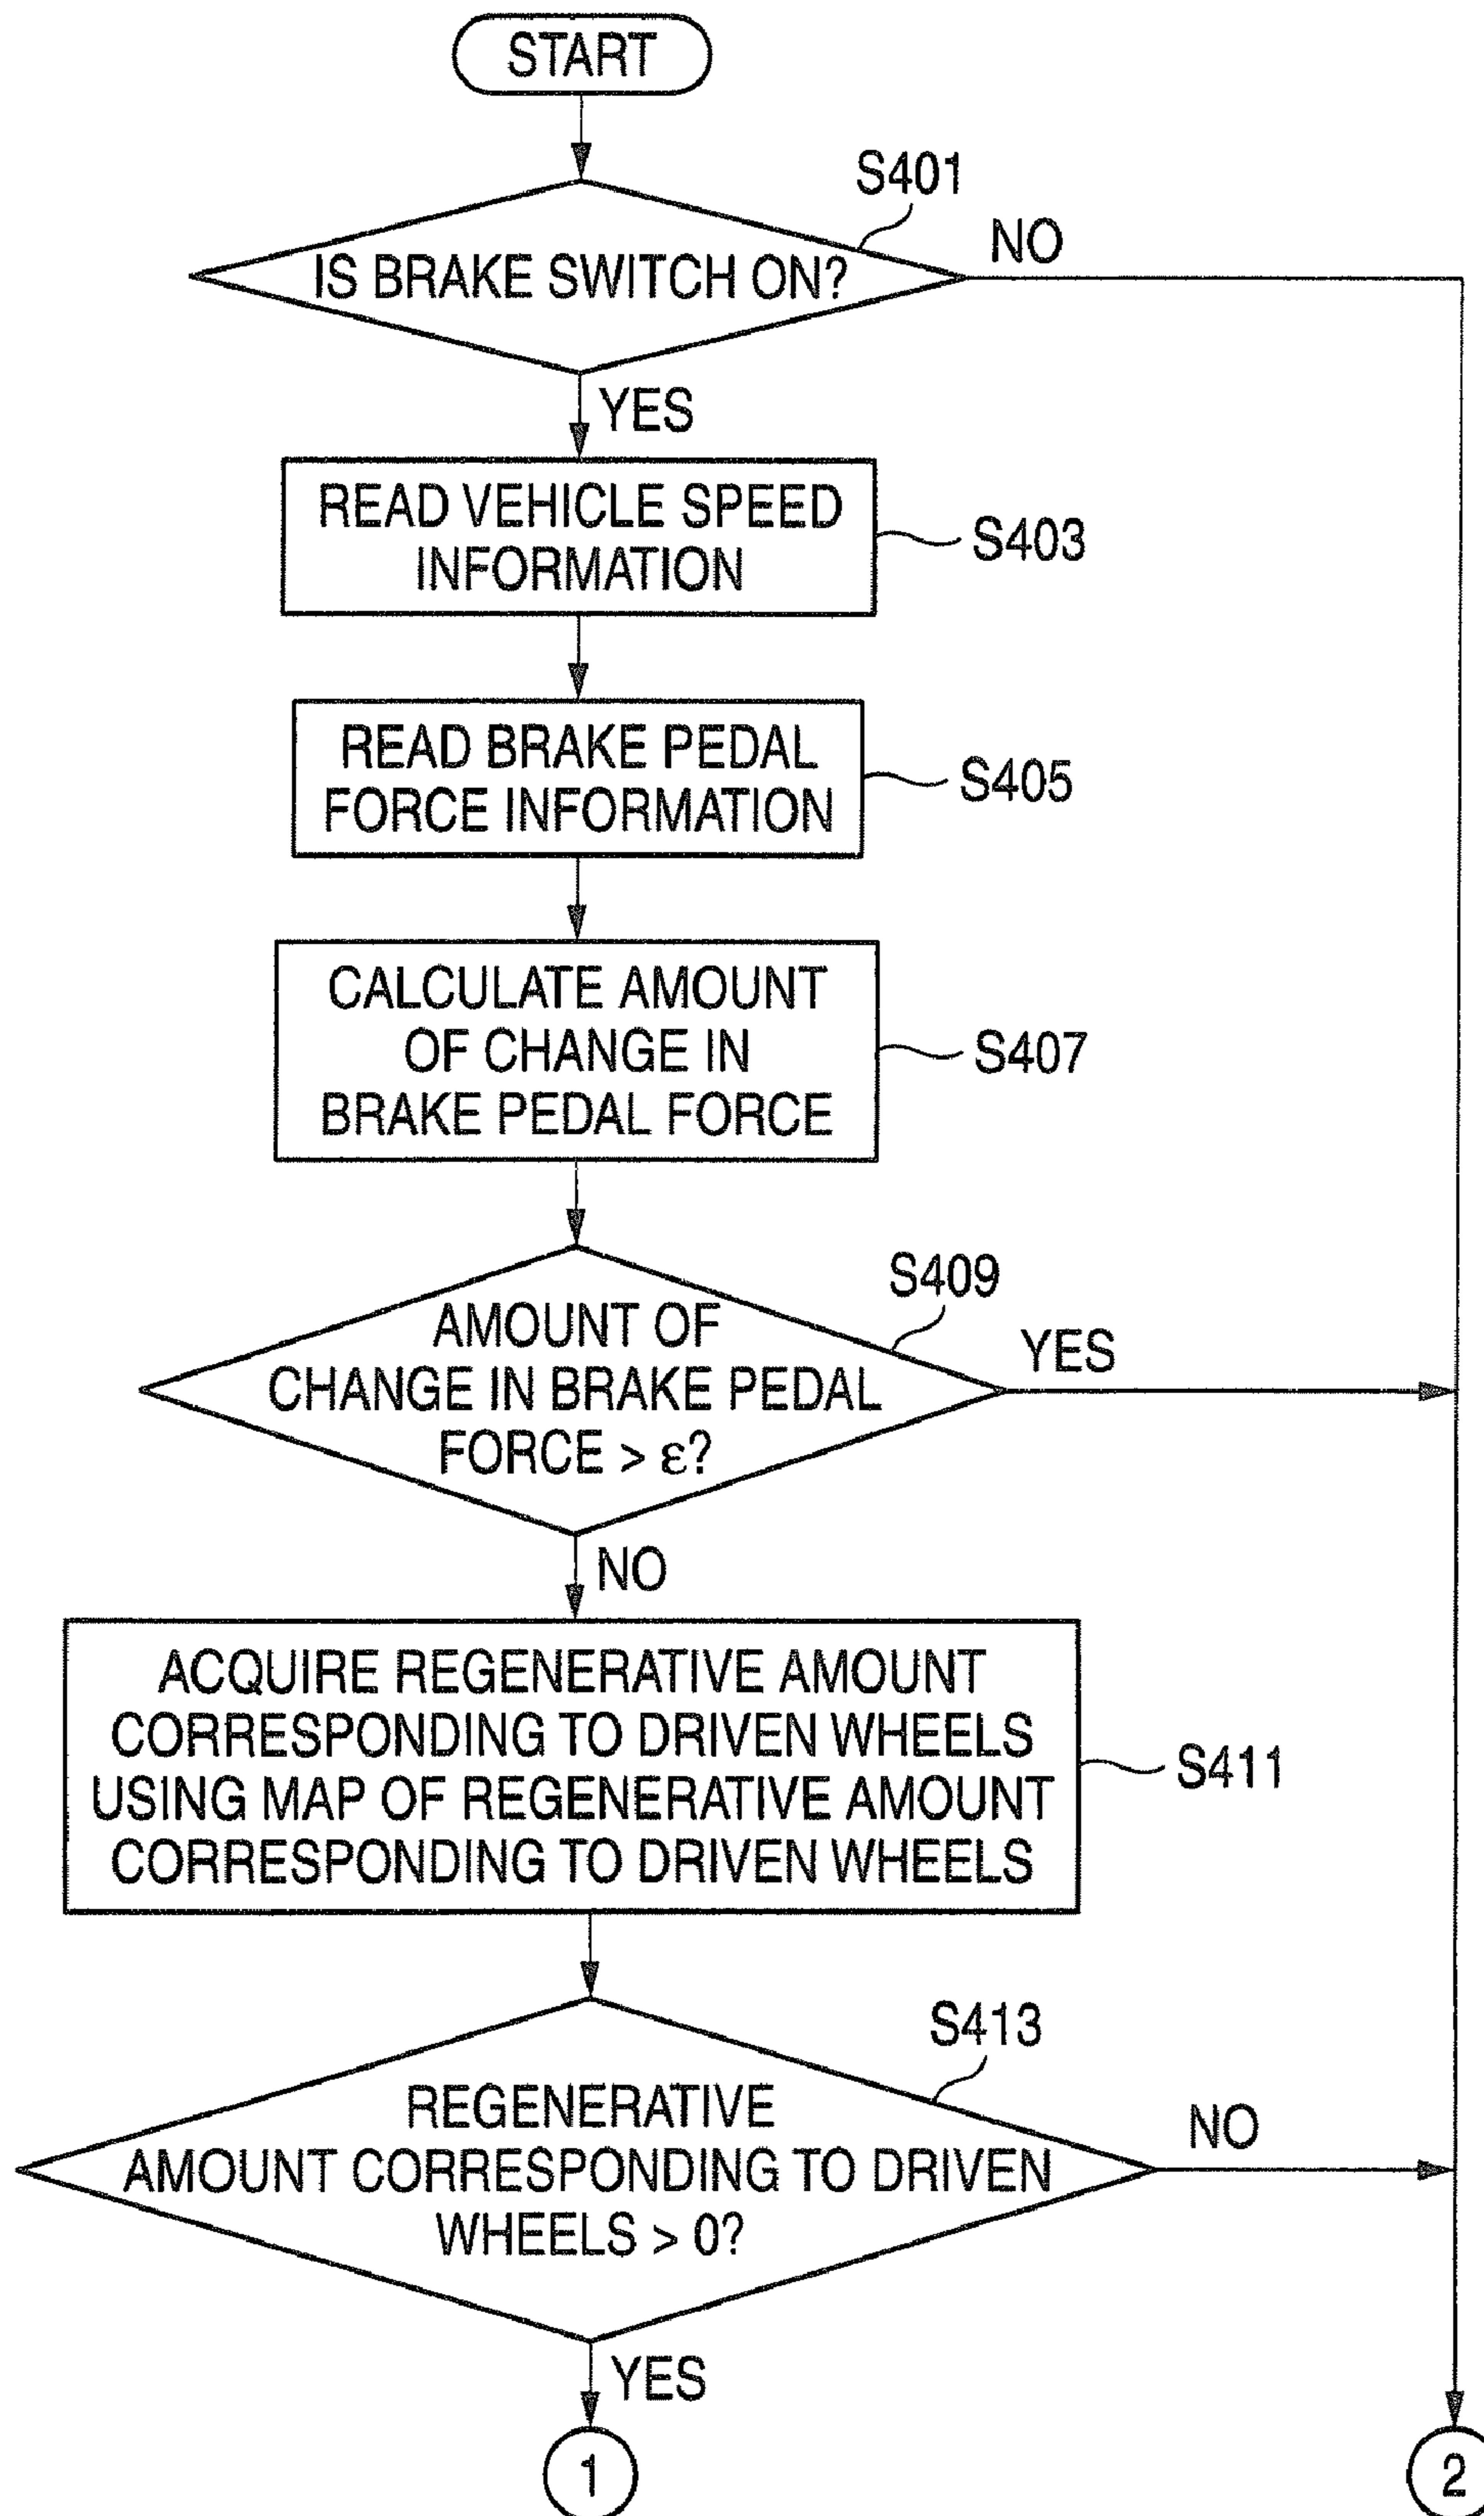 START
S401
NO
IS BRAKE SWITCH ON?
YES
READ VEHICLE SPEED
INFORMATION
S403
READ BRAKE PEDAL
FORCE INFORMATION
S405
CALCULATE AMOUNT
OF CHANGE IN
BRAKE PEDAL FORCE
S407
S409
AMOUNT OF
CHANGE IN BRAKE PEDAL
FORCE > ε?
YES
NO
ACQUIRE REGENERATIVE AMOUNT
CORRESPONDING TO DRIVEN WHEELS
USING MAP OF REGENERATIVE AMOUNT
CORRESPONDING TO DRIVEN WHEELS
S411
S413
REGENERATIVE
AMOUNT CORRESPONDING TO DRIVEN
WHEELS > 0?
NO
YES
1
2